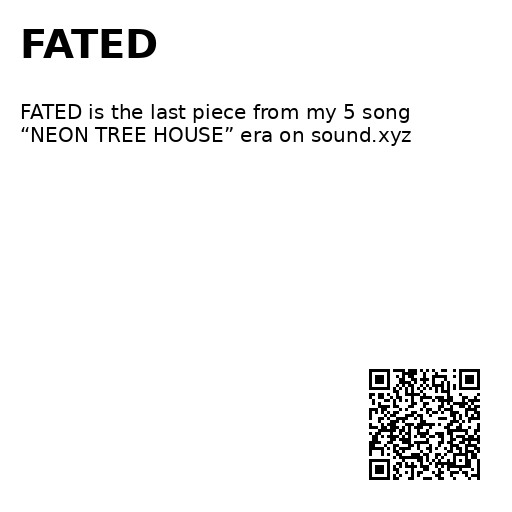 FATED
FATED is the last piece from my 5 song
“NEON TREE HOUSE” era on sound.xyz